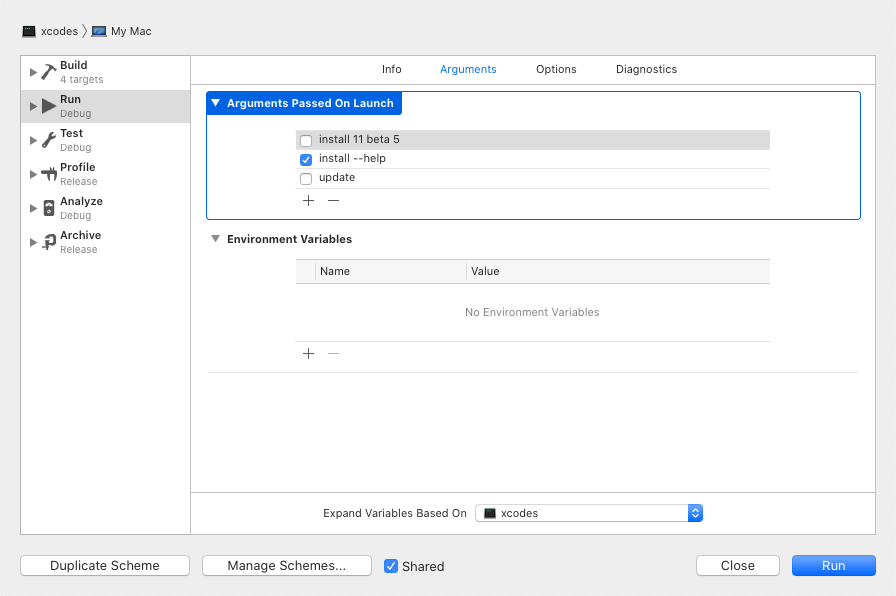 xcodes My Mac
Build
4 targets
Run
Debug
Test
Debug
Profile
Release
Analyze
Debug
Archive
Release
Info Arguments Options Diagnostics
Arguments Passed On Launch
install 11 beta 5
install --help
update
Environment Variables
Name Value
No Environment Variables
Expand Variables Based On xcodes
Duplicate Scheme Manage Schemes... Shared Close Run